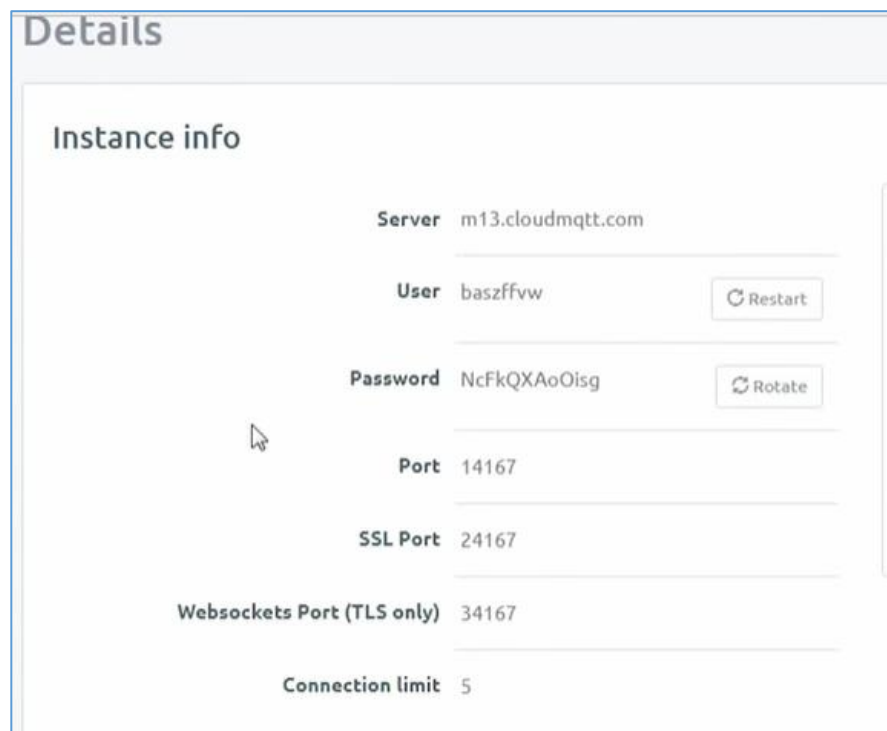 Details
Instance info
Server m13.cloudmqtt.com
User baszffvw Restart
Password NcFkQXAoOisg Rotate
Port 14167
SSL Port 24167
Websockets Port (TLS only) 34167
Connection limit 5